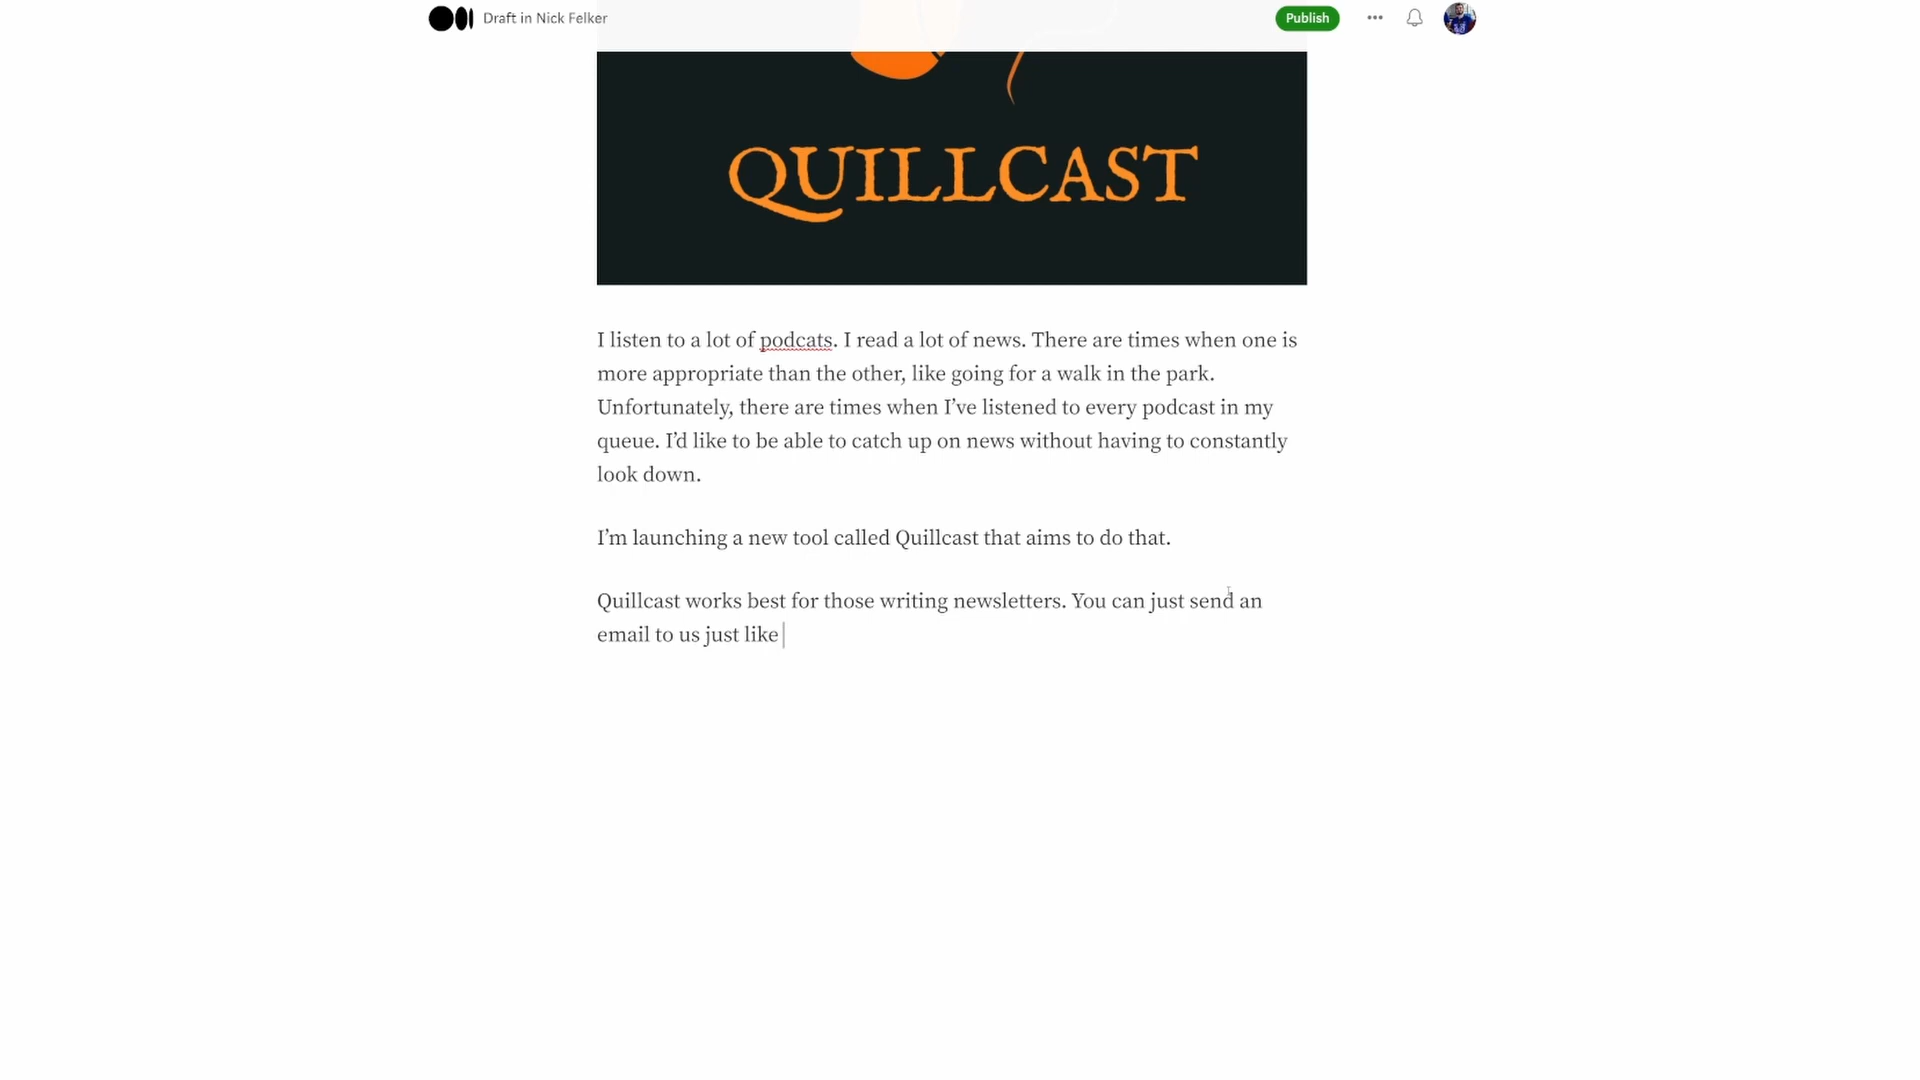 Draft in Nick Felker
Publish
QUILLCAST
I listen to a lot of podcats. I read a lot of news. There are times when one is
more appropriate than the other, like going for a walk in the park.
Unfortunately, there are times when I’ve listened to every podcast in my
queue. I’d like to be able to catch up on news without having to constantly
look down.
I’m launching a new tool called Quillcast that aims to do that.
Quillcast works best for those writing newsletters. You can just send an
email to us just like